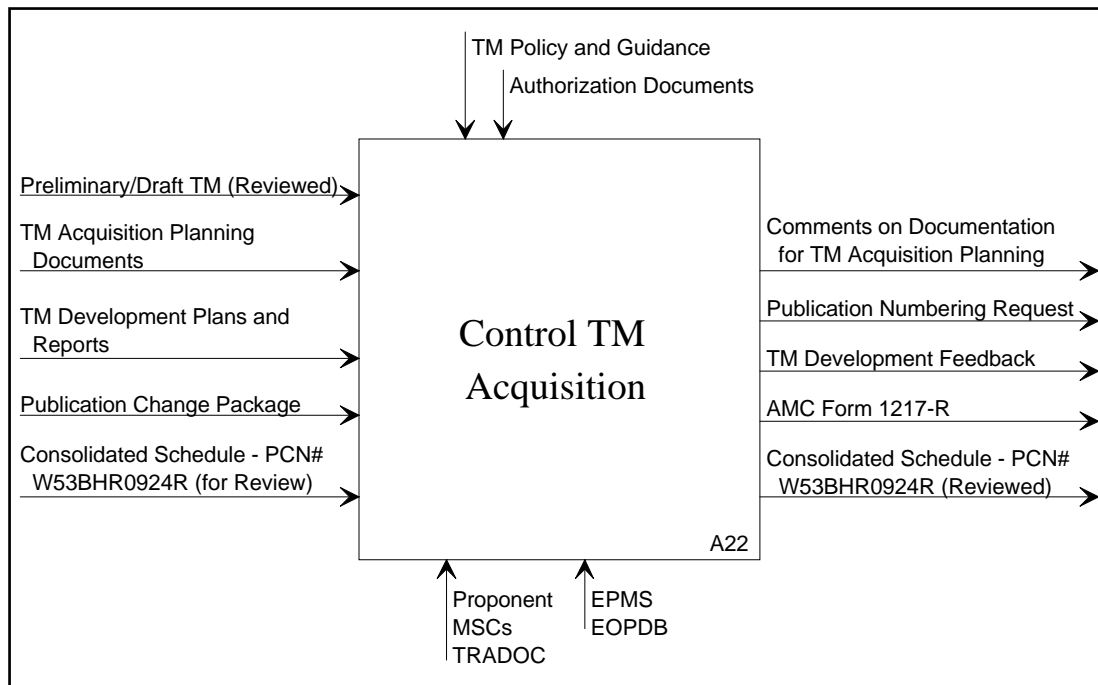 TM Policy and Guidance
Authorization Documents
Preliminary/Draft TM (Reviewed)
TM Acquisition Planning
Documents
TM Development Plans and
Reports
Publication Change Package
Consolidated Schedule - PCN#
W53BHR0924R (for Review)
Control TM
Acquisition
A22
Comments on Documentation
for TM Acquisition Planning
Publication Numbering Request
TM Development Feedback
AMC Form 1217-R
Consolidated Schedule - PCN#
W53BHR0924R (Reviewed)
Proponent
MSCs
TRADOC
EPMS
EOPDB